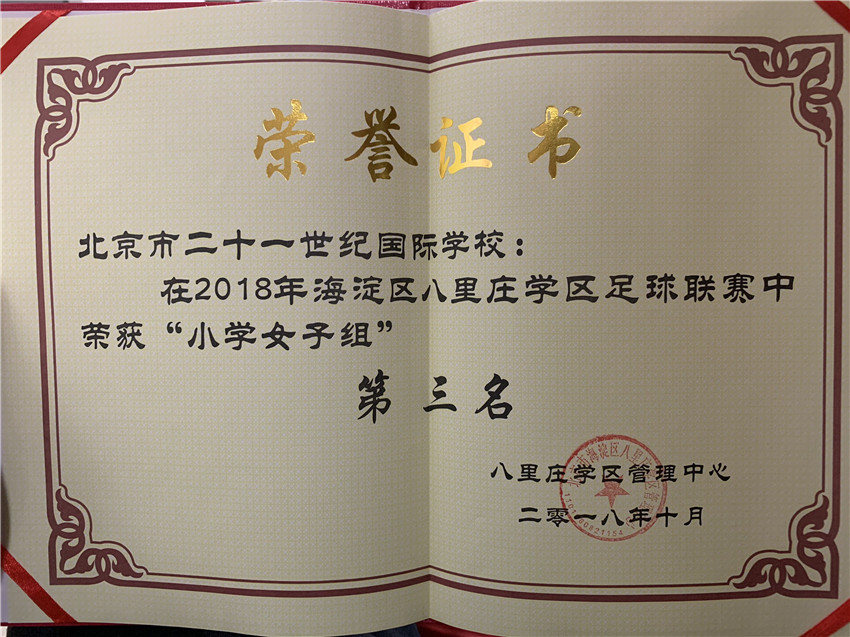 荣誉证书
北京市二十一世纪国际学校：
在2018年海淀区八里庄学区足球联赛中
荣获“小学女子组”
第三名
八里庄学区管理中心
二零一八年十月